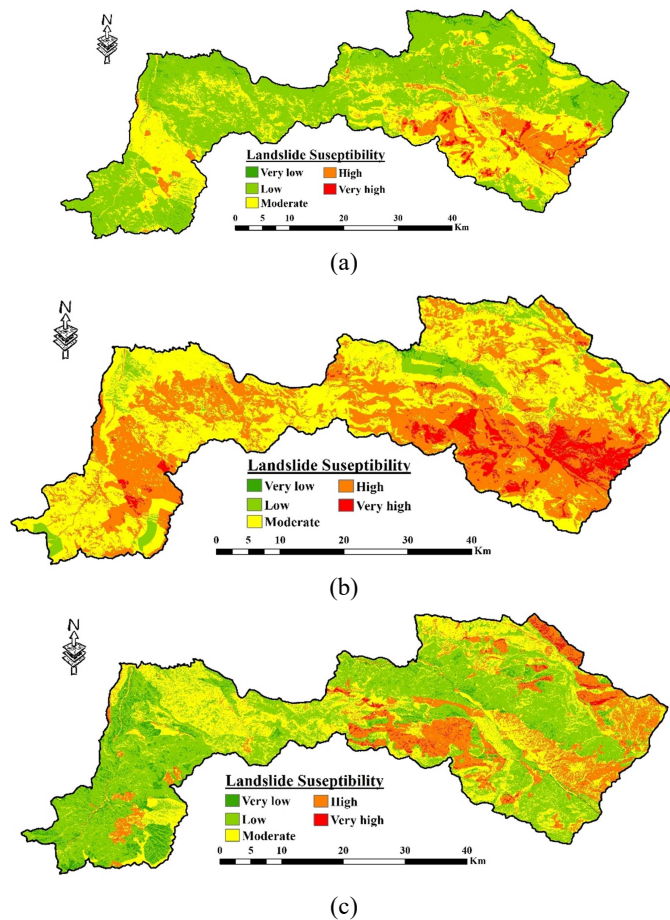 N
Landslide Suseptibility
Very low High
Low Very high
Moderate
0 5 10 20 30 40
Km
(a)
N
Landslide Suseptibility
Very low High
Low Very high
Moderate
0 5 10 20 30 40
Km
(b)
N
Landslide Suseptibility
Very low High
Low Very high
Moderate
0 5 10 20 30 40
Km
(c)